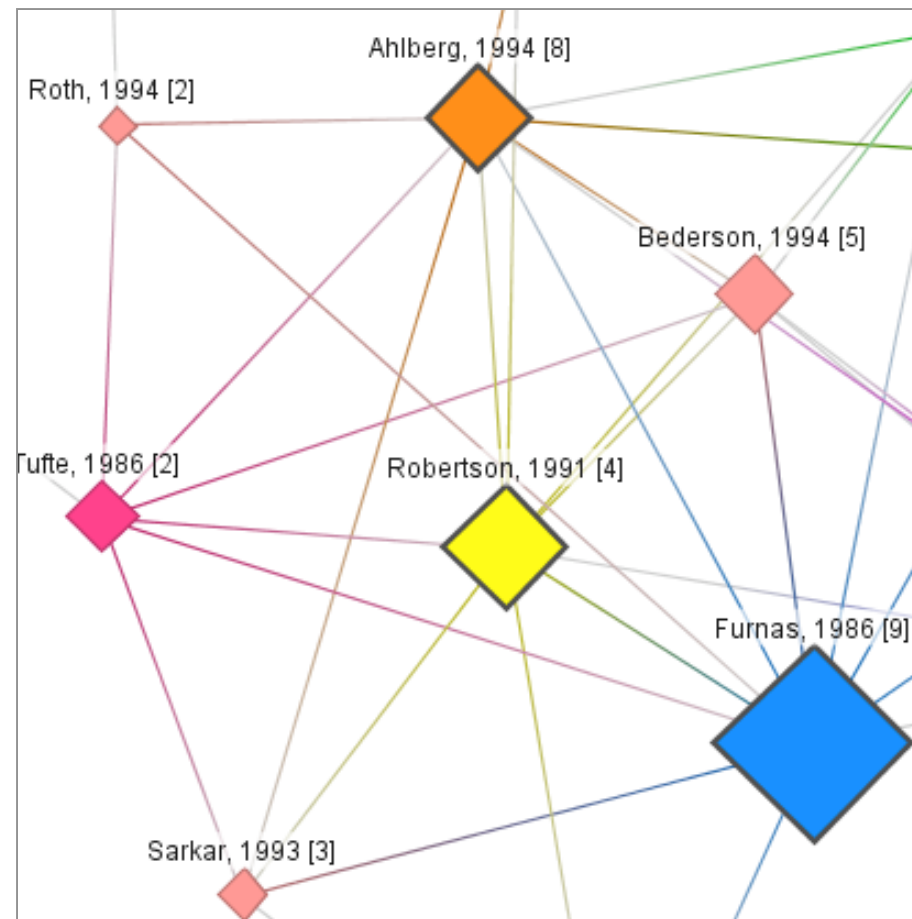 Ahlberg, 1994 [8]
Roth, 1994 [2]
Bederson, 1994 [5]
Tufte, 1986 [2]
Robertson, 1991 [4]
Furnas, 1986 [9]
Sarkar, 1993 [3]